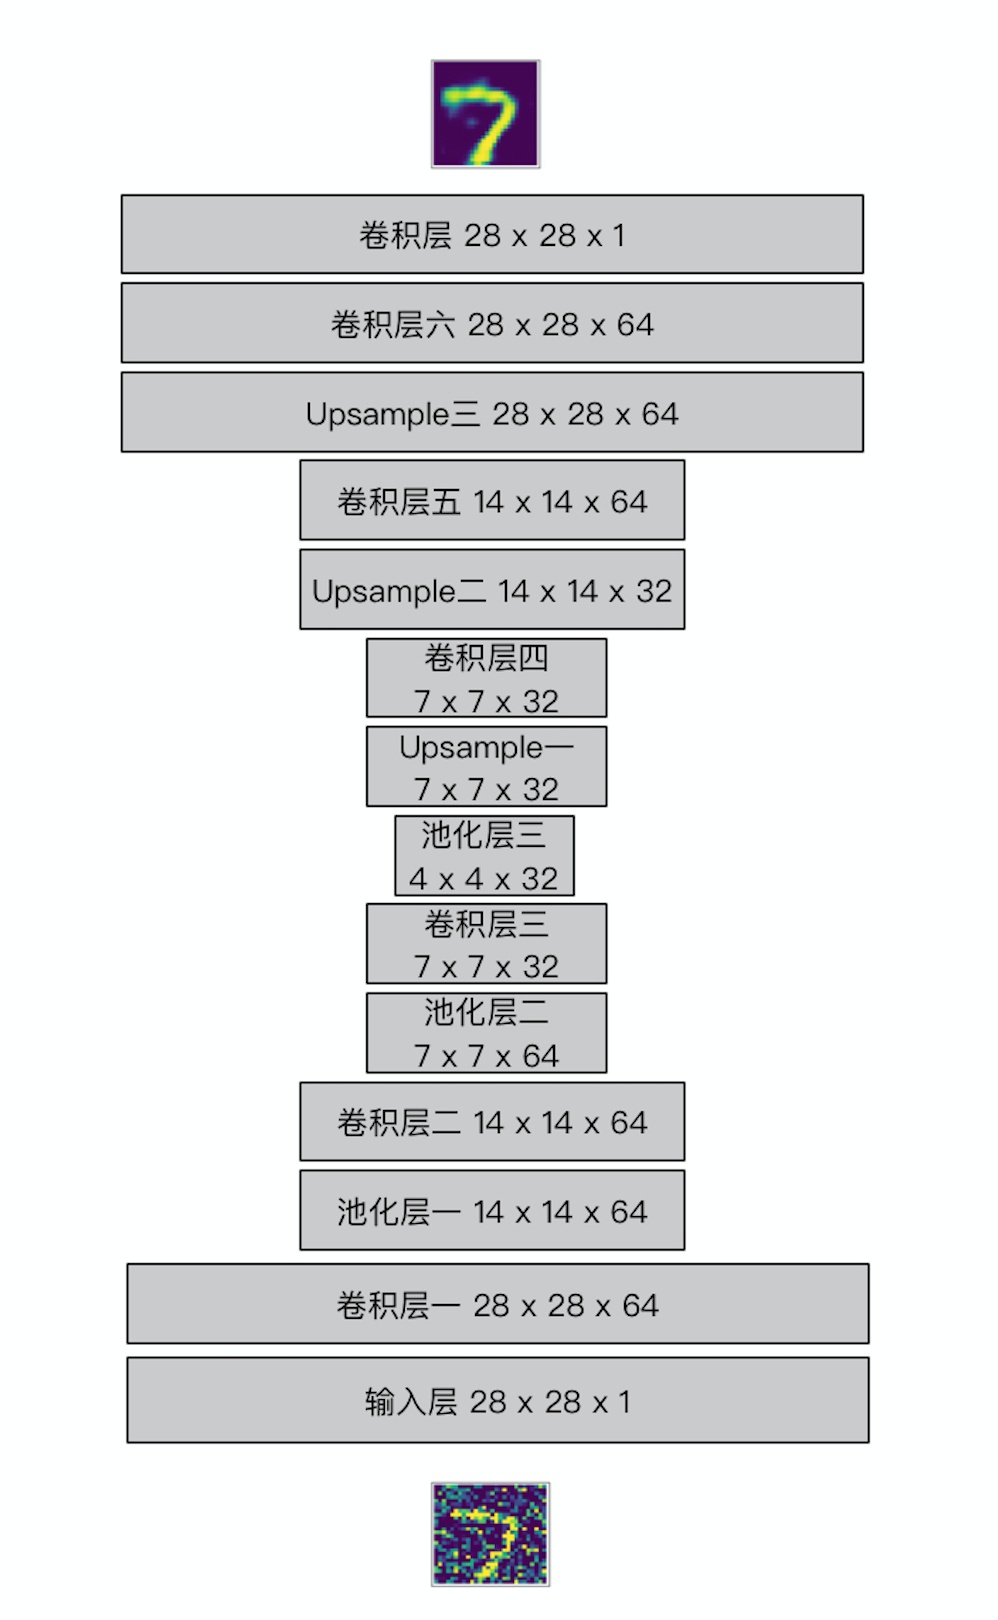 卷积层 28 x 28 x 1
卷积层六 28 x 28 x 64
Upsample三 28 x 28 x 64
卷积层五 14 x 14 x 64
Upsample二 14 x 14 x 32
卷积层四
7 x 7 x 32
Upsample一
7 x 7 x 32
池化层三
4 x 4 x 32
卷积层三
7 x 7 x 32
池化层二
7 x 7 x 64
卷积层二 14 x 14 x 64
池化层一 14 x 14 x 64
卷积层一 28 x 28 x 64
输入层 28 x 28 x 1